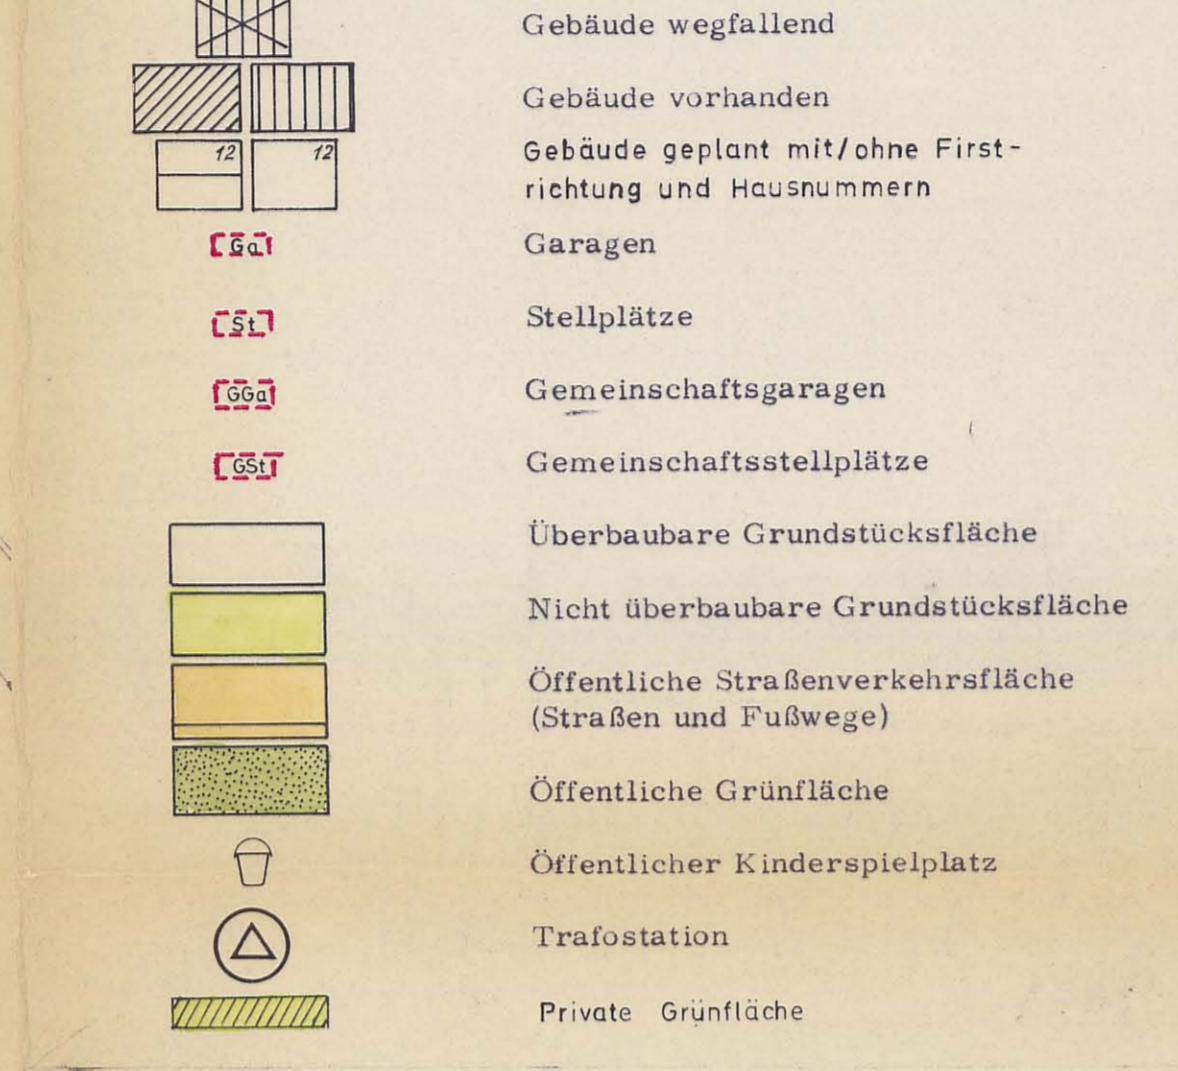 Gebäude wegfallend
Gebäude vorhanden
12 12 Gebäude geplant mit/ohne First-
richtung und Hausnummern
Ga Garagen
St Stellplätze
GGa Gemeinschaftsgaragen
GSt Gemeinschaftsstellplätze
Überbaubare Grundstücksfläche
Nicht überbaubare Grundstücksfläche
Öffentliche Straßenverkehrsfläche
(Straßen und Fußwege)
Öffentliche Grünfläche
Öffentlicher Kinderspielplatz
Trafostation
Private Grünfläche